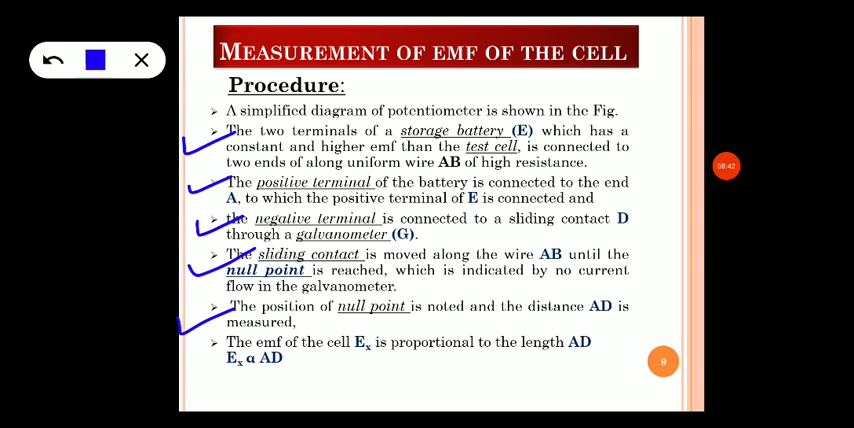 MEASUREMENT OF EMF OF THE CELL
Procedure:
➢ A simplified diagram of potentiometer is shown in the Fig.
➢ The two terminals of a storage battery (E) which has a
constant and higher emf than the test cell, is connected to
two ends of along uniform wire AB of high resistance.
➢ The positive terminal of the battery is connected to the end
A, to which the positive terminal of E is connected and
➢ the negative terminal is connected to a sliding contact D
through a galvanometer (G).
➢ The sliding contact is moved along the wire AB until the
null point is reached, which is indicated by no current
flow in the galvanometer.
➢ The position of null point is noted and the distance AD is
measured,
➢ The emf of the cell Eₓ is proportional to the length AD
Eₓ α AD
9
08:42